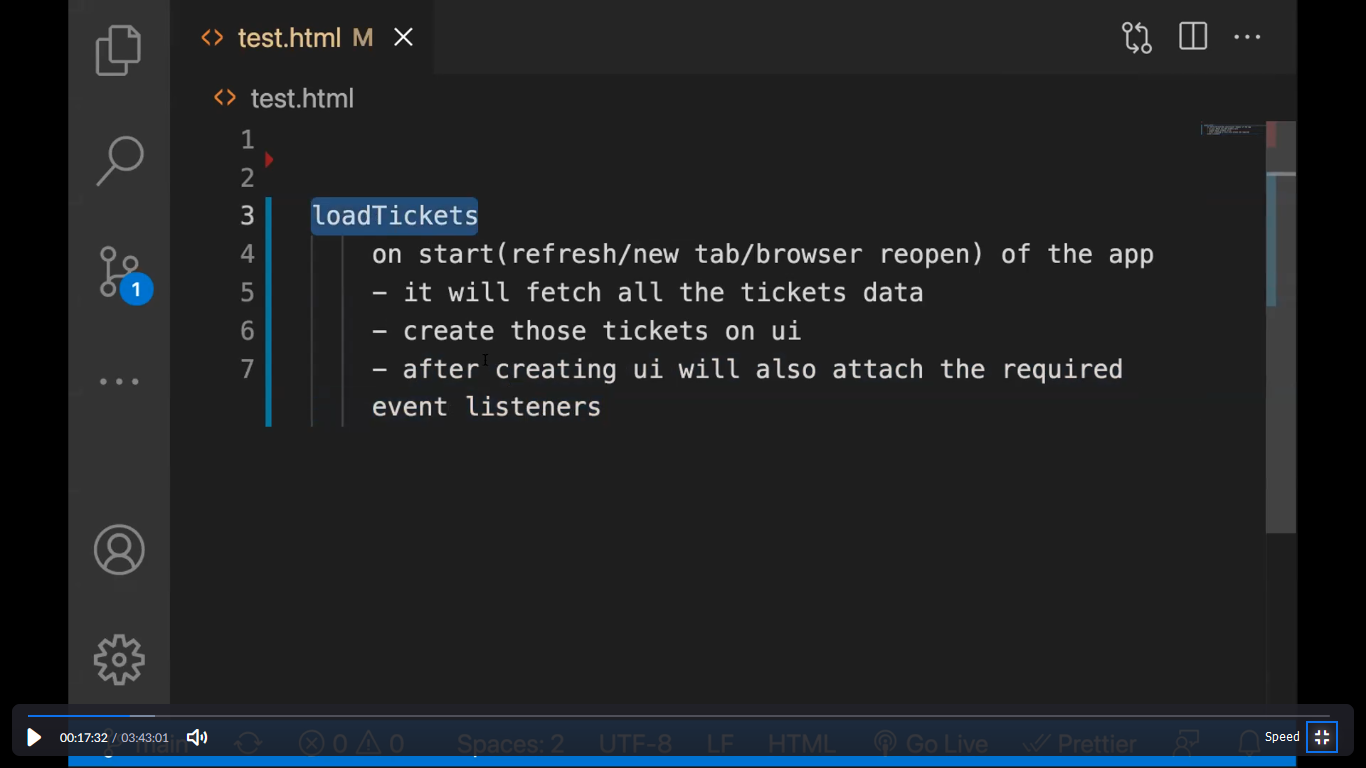 test.html M
test.html
1
2
3 loadTickets
4 on start(refresh/new tab/browser reopen) of the app
5 – it will fetch all the tickets data
6 – create those tickets on ui
7 – after creating ui will also attach the required
event listeners
1
00:17:32 / 03:43:01
Speed
main 0 0 Spaces: 2 UTF-8 LF HTML Go Live Prettier